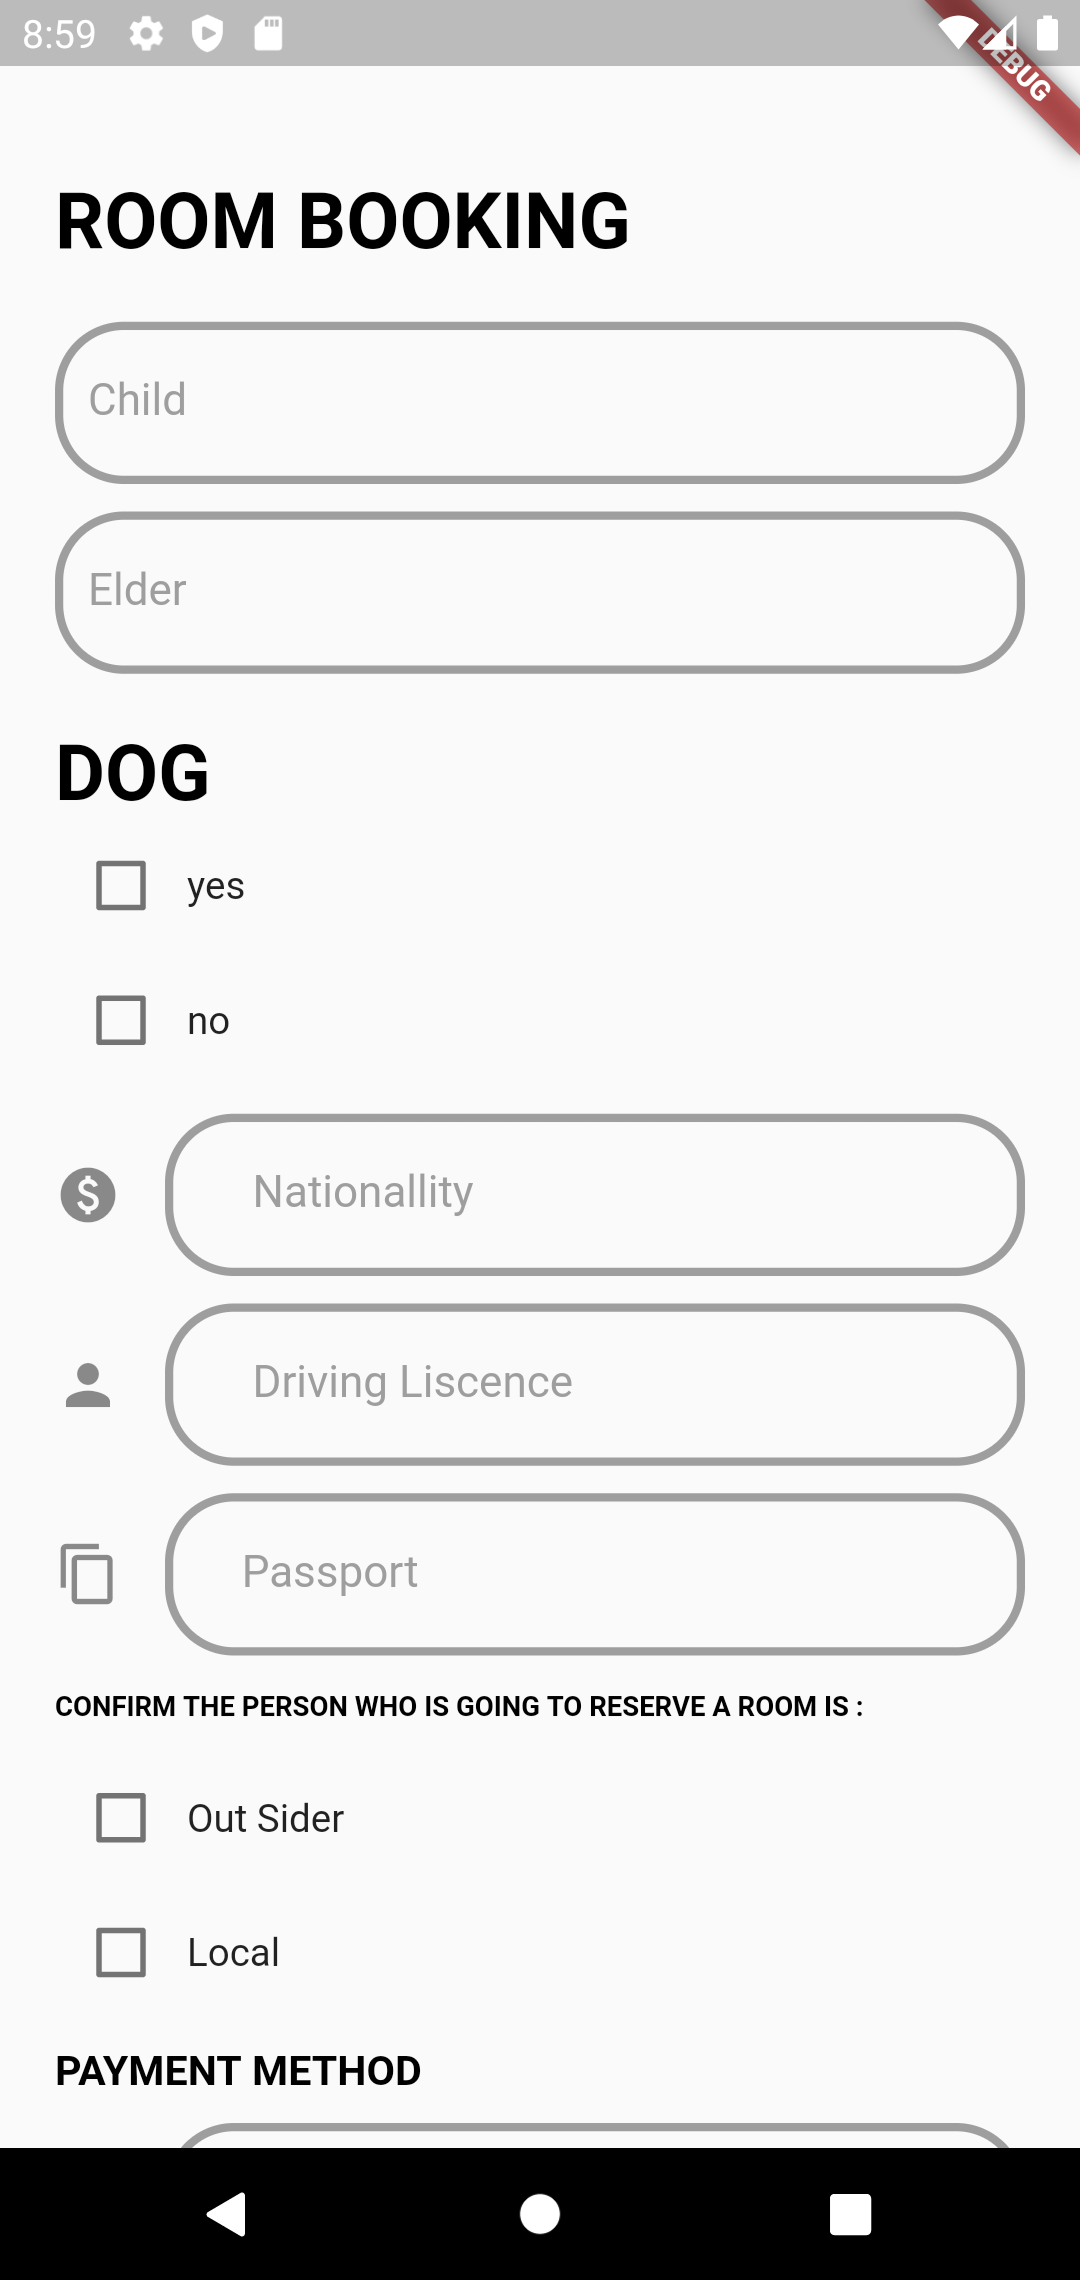 8:59
DEBUG
ROOM BOOKING
Child
Elder
DOG
yes
no
Nationallity
Driving Liscence
Passport
CONFIRM THE PERSON WHO IS GOING TO RESERVE A ROOM IS :
Out Sider
Local
PAYMENT METHOD